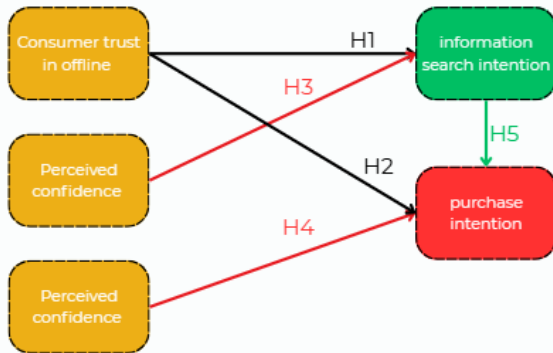 Consumer trust
in offline
H1
information
search intention
H3
H5
Perceived
confidence
H2
purchase
intention
H4
Perceived
confidence